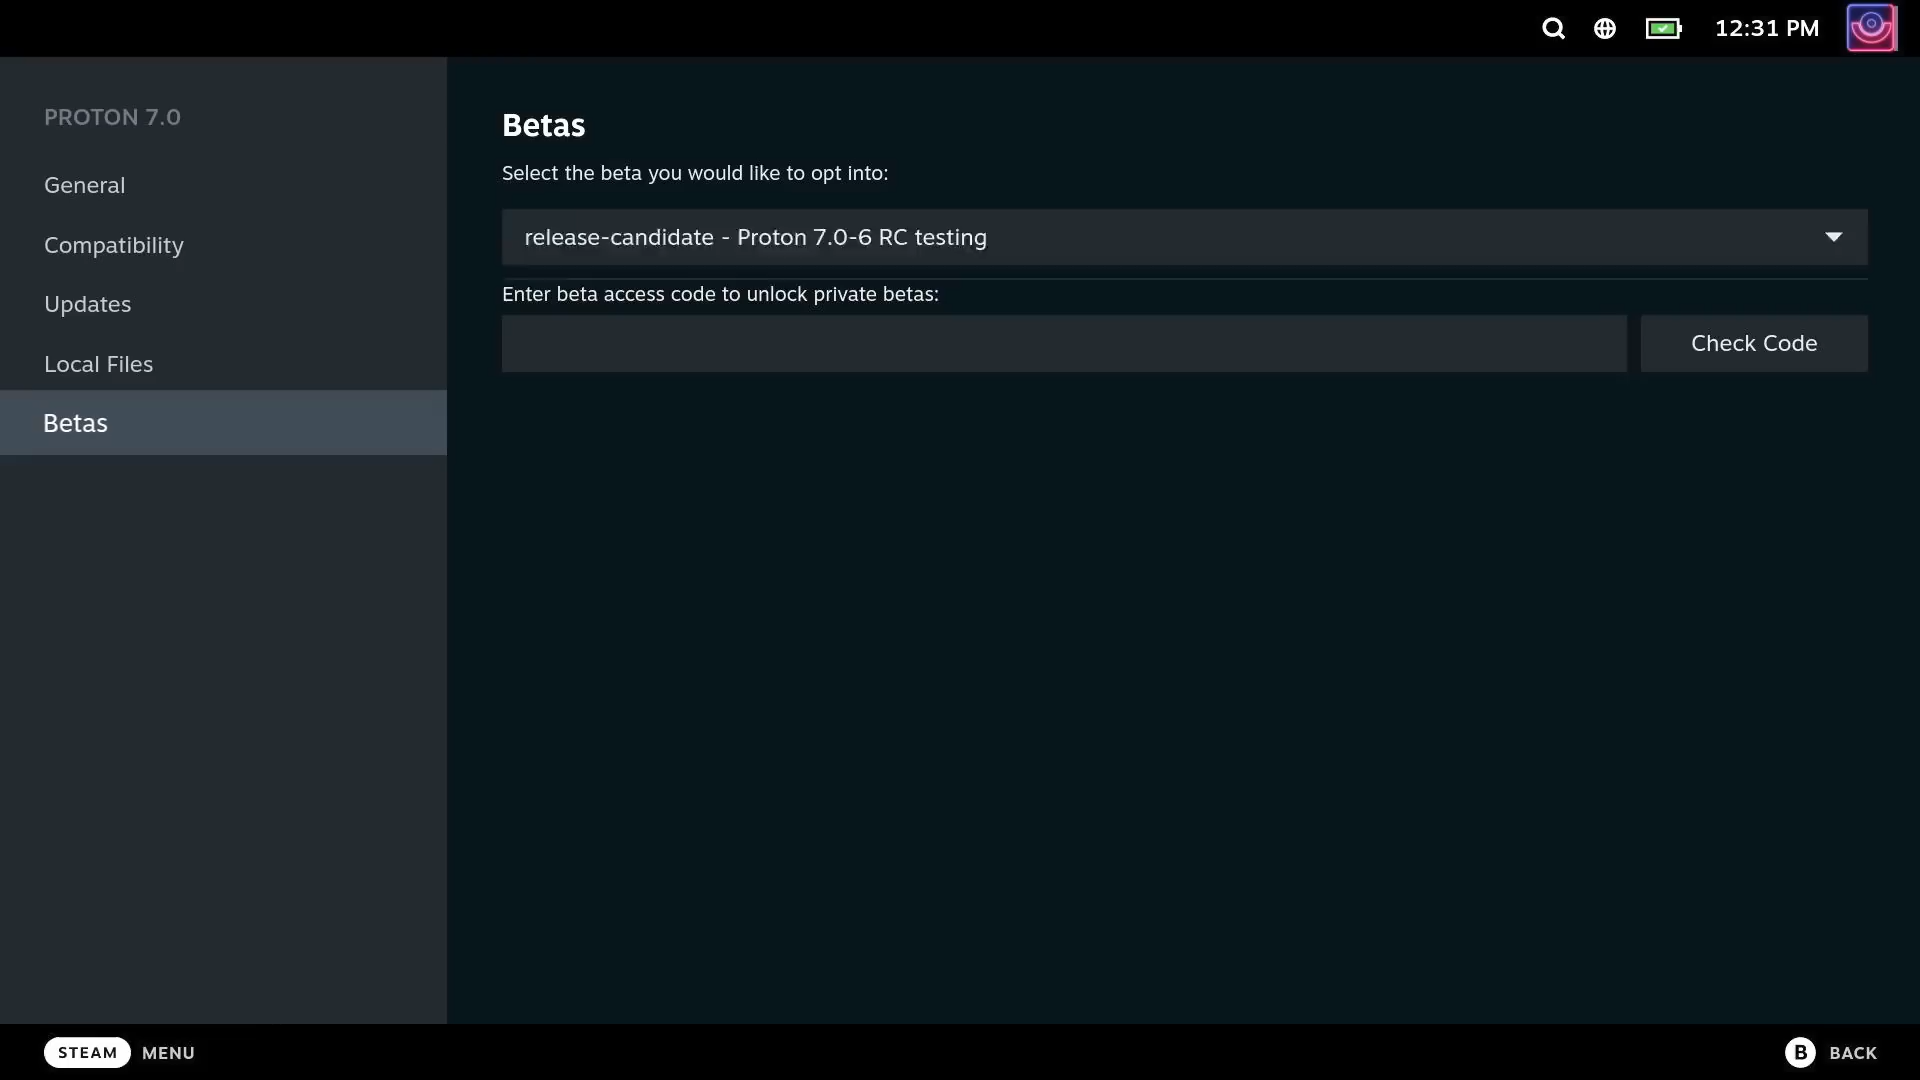 12:31 PM
PROTON 7.0
General
Compatibility
Updates
Local Files
Betas
Betas
Select the beta you would like to opt into:
release-candidate - Proton 7.0-6 RC testing
Enter beta access code to unlock private betas:
Check Code
STEAM MENU
B BACK